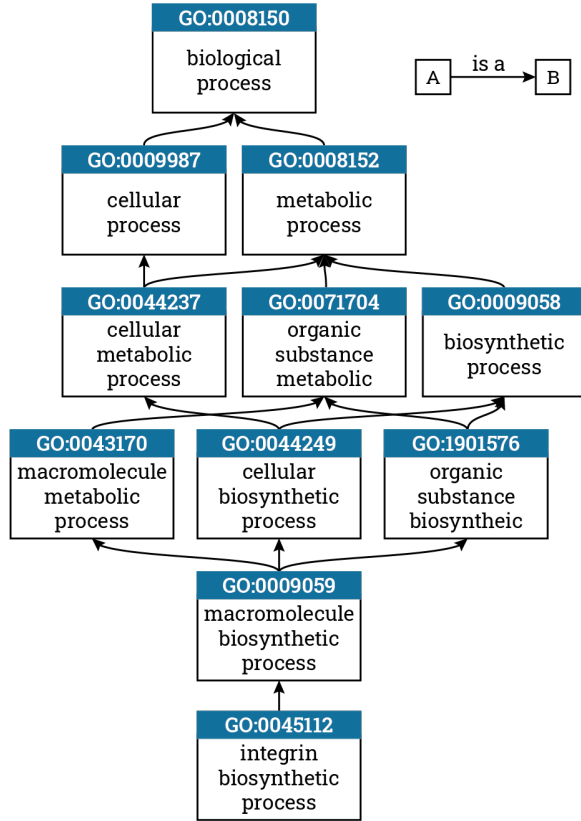 GO:0008150
biological
process
is a
A
B
GO:0009987
cellular
process
GO:0008152
metabolic
process
GO:0044237
cellular
metabolic
process
GO:0071704
organic
substance
metabolic
GO:0009058
biosynthetic
process
GO:0043170
macromolecule
metabolic
process
GO:0044249
cellular
biosynthetic
process
GO:1901576
organic
substance
biosyntheic
GO:0009059
macromolecule
biosynthetic
process
GO:0045112
integrin
biosynthetic
process